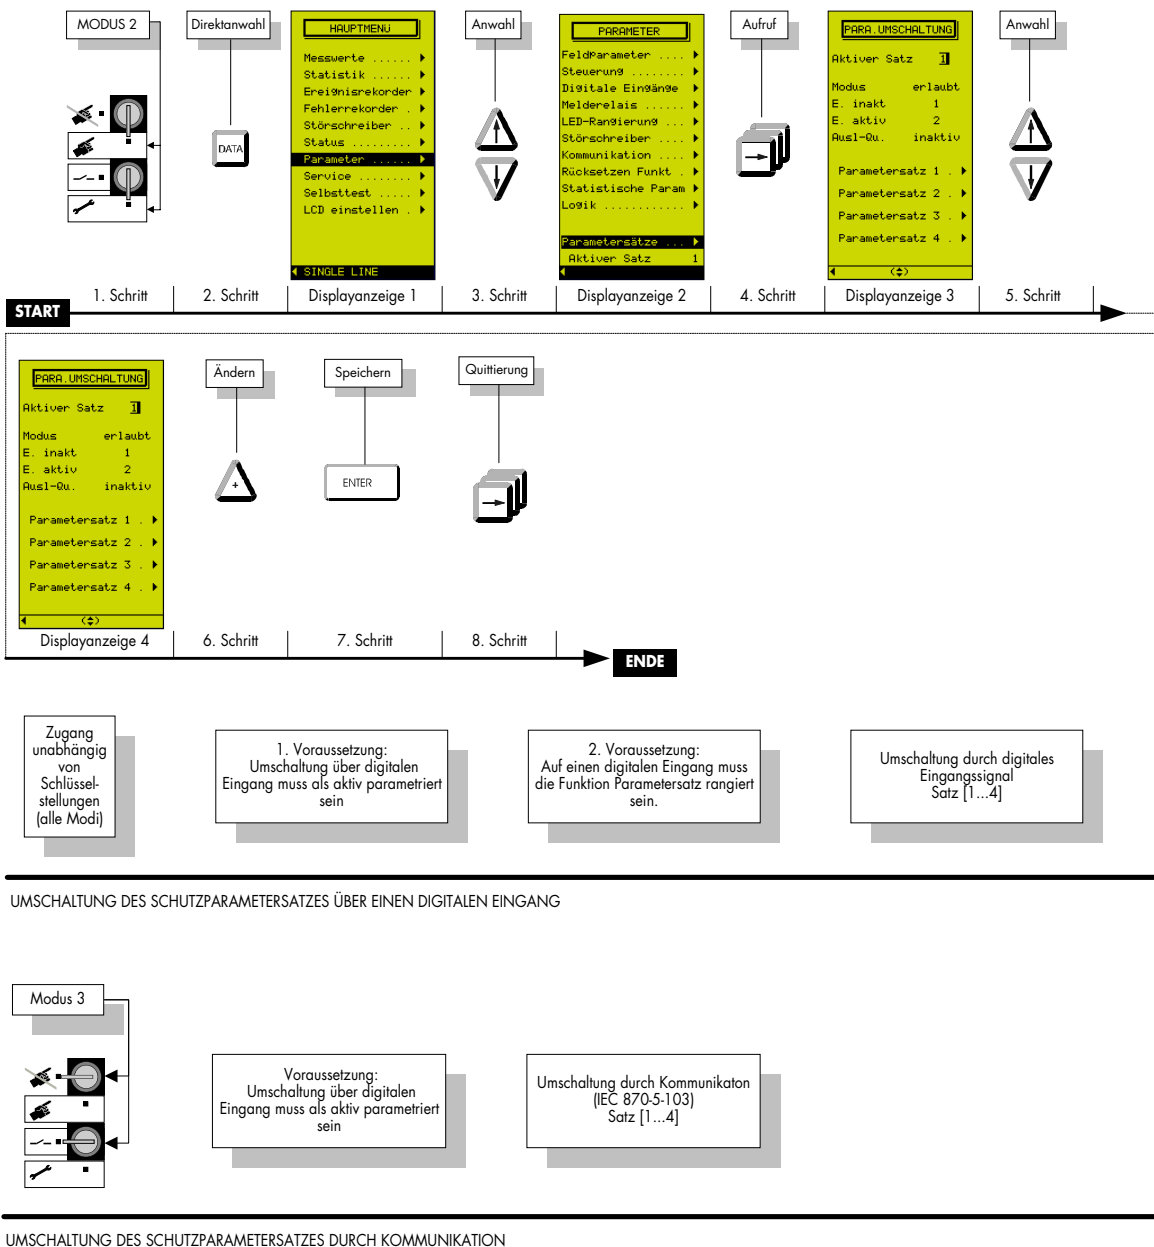 MODUS 2
Direktanwahl
Anwahl
Aufruf
Anwahl
DATA
HAUPTMENü
Messwerte ......
Statistik ......
Ereignisrekorder
Fehlerrekorder .
Störschreiber ..
Status .........
Parameter ......
Service ........
Selbsttest .....
LCD einstellen .
SINGLE LINE
PARAMETER
Feldparameter ....
Steuerung ........
Digitale Eingänge
Melderelais ......
LED-Rangierung ...
Störschreiber ....
Kommunikation ....
Rücksetzen Funkt .
Statistische Param
Logik ............
Parametersätze ...
Aktiver Satz 1
PARA.UMSCHALTUNG
Aktiver Satz 1
Modus erlaubt
E. inakt 1
E. aktiv 2
Ausl-Qu. inaktiv
Parametersatz 1 .
Parametersatz 2 .
Parametersatz 3 .
Parametersatz 4 .
START
1. Schritt
2. Schritt
Displayanzeige 1
3. Schritt
Displayanzeige 2
4. Schritt
Displayanzeige 3
5. Schritt
PARA.UMSCHALTUNG
Aktiver Satz 1
Modus erlaubt
E. inakt 1
E. aktiv 2
Ausl-Qu. inaktiv
Parametersatz 1 .
Parametersatz 2 .
Parametersatz 3 .
Parametersatz 4 .
Ändern
+
Speichern
ENTER
Quittierung
Displayanzeige 4
6. Schritt
7. Schritt
8. Schritt
ENDE
Zugang
unabhängig
von
Schlüssel-
stellungen
(alle Modi)
1. Voraussetzung:
Umschaltung über digitalen
Eingang muss als aktiv parametriert
sein
2. Voraussetzung:
Auf einen digitalen Eingang muss
die Funktion Parametersatz rangiert
sein.
Umschaltung durch digitales
Eingangssignal
Satz [1...4]
UMSCHALTUNG DES SCHUTZPARAMETERSATZES ÜBER EINEN DIGITALEN EINGANG
Modus 3
Voraussetzung:
Umschaltung über digitalen
Eingang muss als aktiv parametriert
sein
Umschaltung durch Kommunikaton
(IEC 870-5-103)
Satz [1...4]
UMSCHALTUNG DES SCHUTZPARAMETERSATZES DURCH KOMMUNIKATION